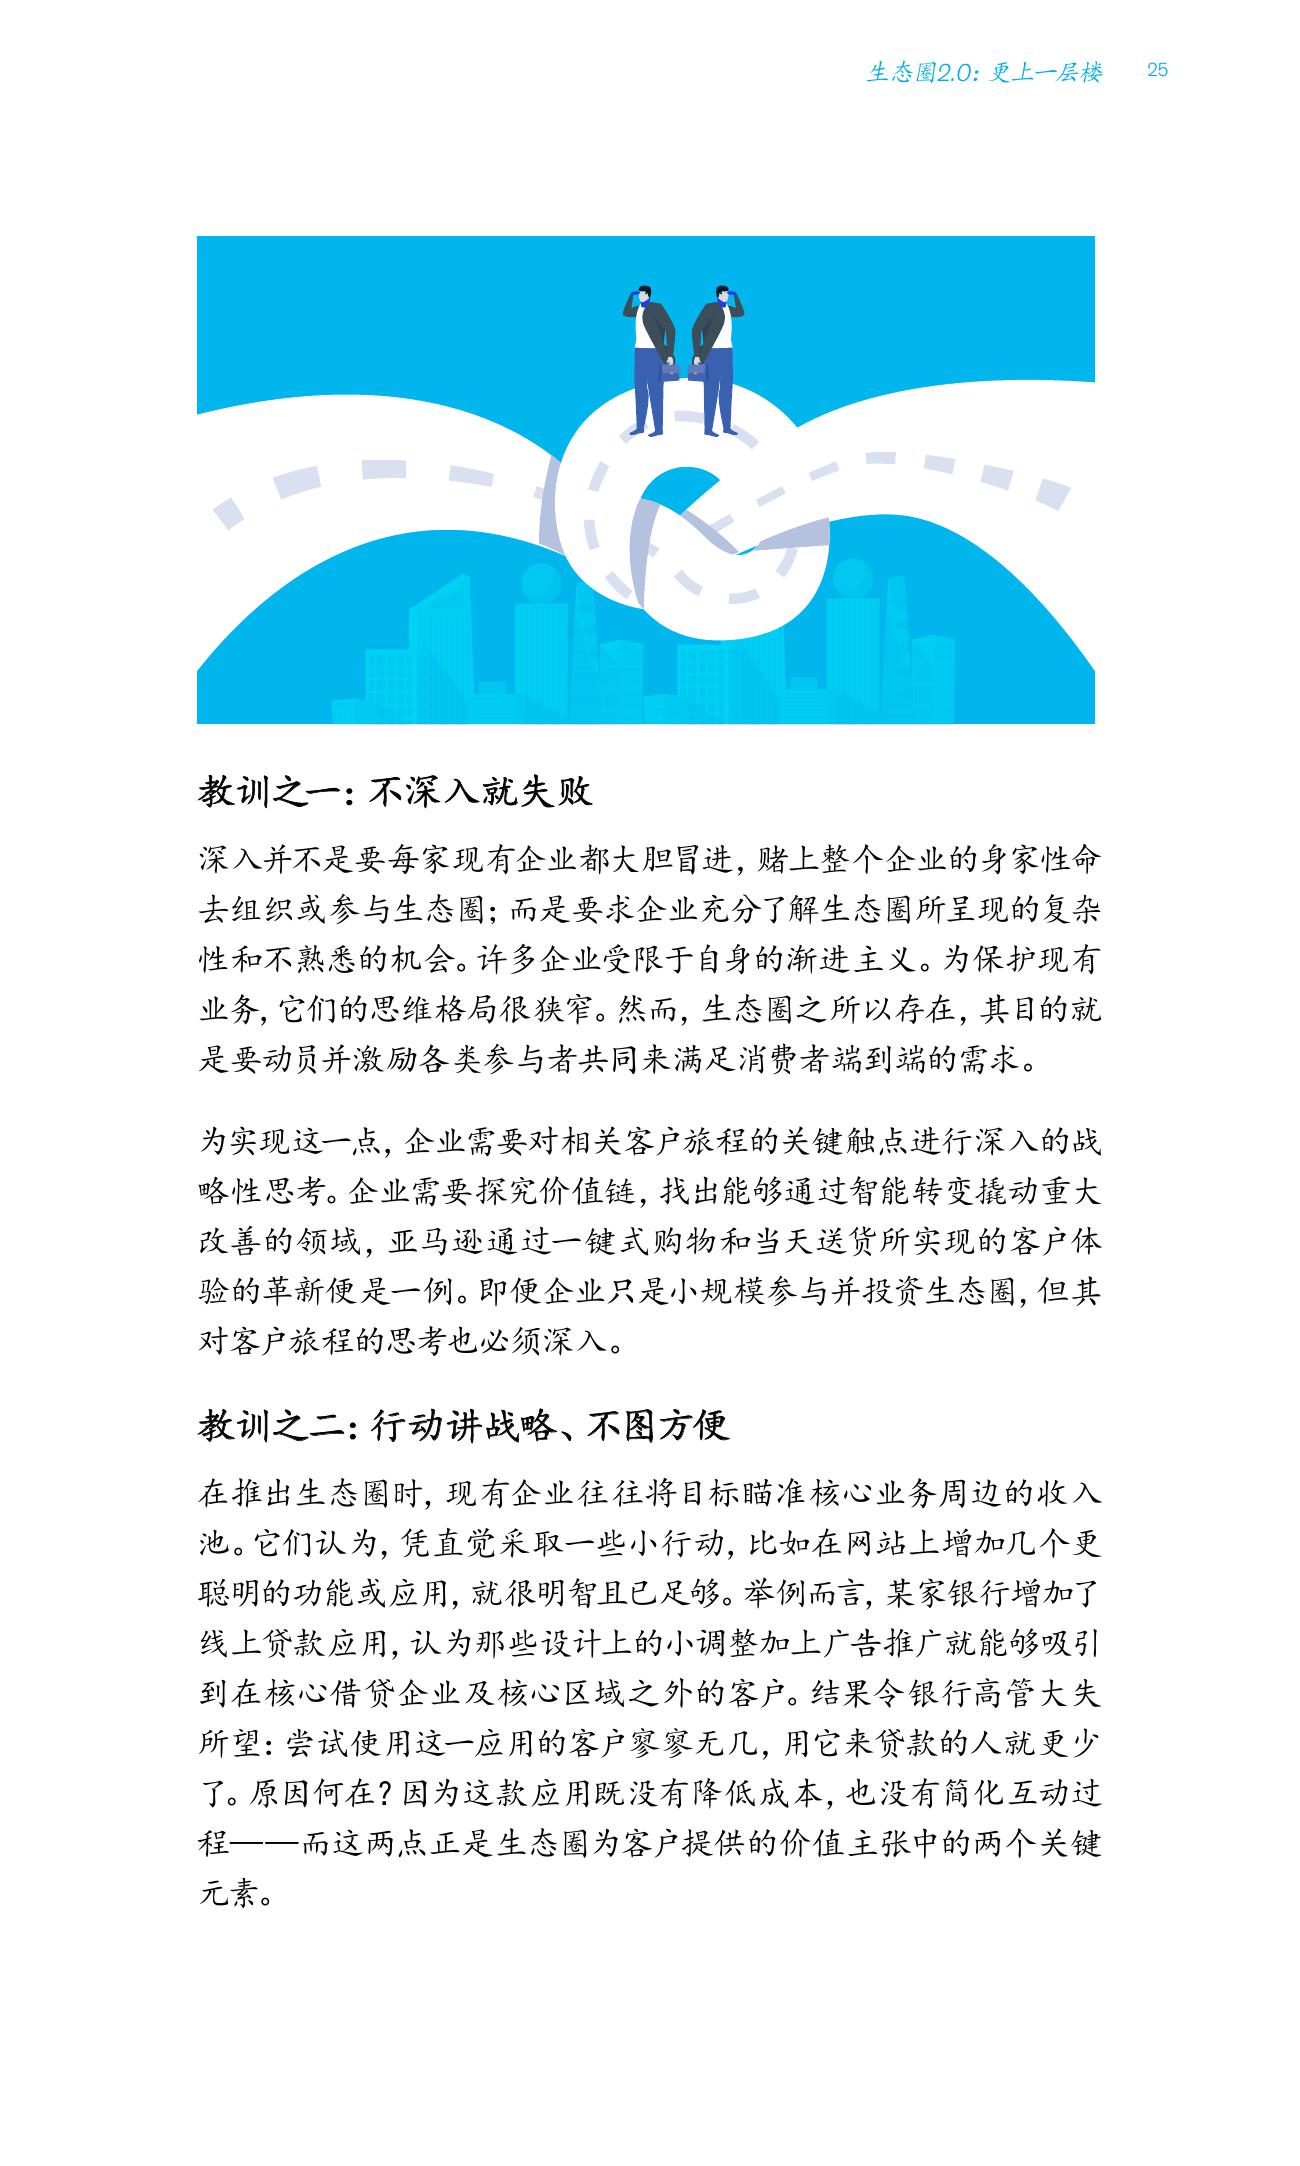 生态圈2.0：更上一层楼 25
教训之一：不深入就失败
深入并不是要每家现有企业都大胆冒进，赌上整个企业的身家性命
去组织或参与生态圈；而是要求企业充分了解生态圈所呈现的复杂
性和不熟悉的机会。许多企业受限于自身的渐进主义。为保护现有
业务，它们的思维格局很狭窄。然而，生态圈之所以存在，其目的就
是要动员并激励各类参与者共同来满足消费者端到端的需求。
为实现这一点，企业需要对相关客户旅程的关键触点进行深入的战
略性思考。企业需要探究价值链，找出能够通过智能转变撬动重大
改善的领域，亚马逊通过一键式购物和当天送货所实现的客户体
验的革新便是一例。即便企业只是小规模参与并投资生态圈，但其
对客户旅程的思考也必须深入。
教训之二：行动讲战略、不图方便
在推出生态圈时，现有企业往往将目标瞄准核心业务周边的收入
池。它们认为，凭直觉采取一些小行动，比如在网站上增加几个更
聪明的功能或应用，就很明智且已足够。举例而言，某家银行增加了
线上贷款应用，认为那些设计上的小调整加上广告推广就能够吸引
到在核心借贷企业及核心区域之外的客户。结果令银行高管大失
所望：尝试使用这一应用的客户寥寥无几，用它来贷款的人就更少
了。原因何在？因为这款应用既没有降低成本，也没有简化互动过
程——而这两点正是生态圈为客户提供的价值主张中的两个关键
元素。